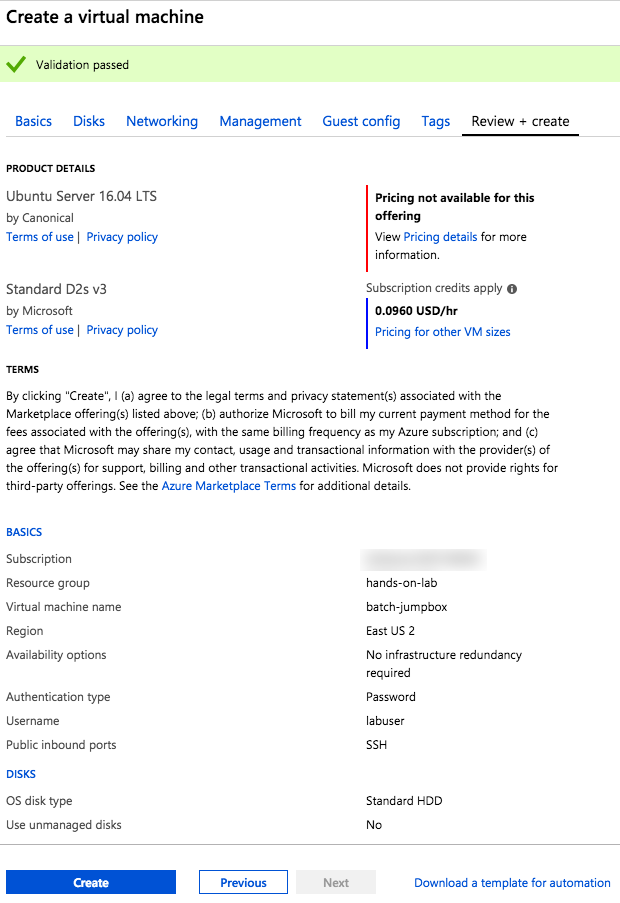 Create a virtual machine
Validation passed
Basics Disks Networking Management Guest config Tags Review + create
PRODUCT DETAILS
Ubuntu Server 16.04 LTS
by Canonical
Terms of use | Privacy policy
Pricing not available for this
offering
View Pricing details for more
information.
Standard D2s v3
by Microsoft
Terms of use | Privacy policy
Subscription credits apply
0.0960 USD/hr
Pricing for other VM sizes
TERMS
By clicking "Create", I (a) agree to the legal terms and privacy statement(s) associated with the
Marketplace offering(s) listed above; (b) authorize Microsoft to bill my current payment method for the
fees associated with the offering(s), with the same billing frequency as my Azure subscription; and (c)
agree that Microsoft may share my contact, usage and transactional information with the provider(s) of
the offering(s) for support, billing and other transactional activities. Microsoft does not provide rights for
third-party offerings. See the Azure Marketplace Terms for additional details.
BASICS
Subscription
Resource group hands-on-lab
Virtual machine name batch-jumpbox
Region East US 2
Availability options No infrastructure redundancy
required
Authentication type Password
Username labuser
Public inbound ports SSH
DISKS
OS disk type Standard HDD
Use unmanaged disks No
Create Previous Next Download a template for automation